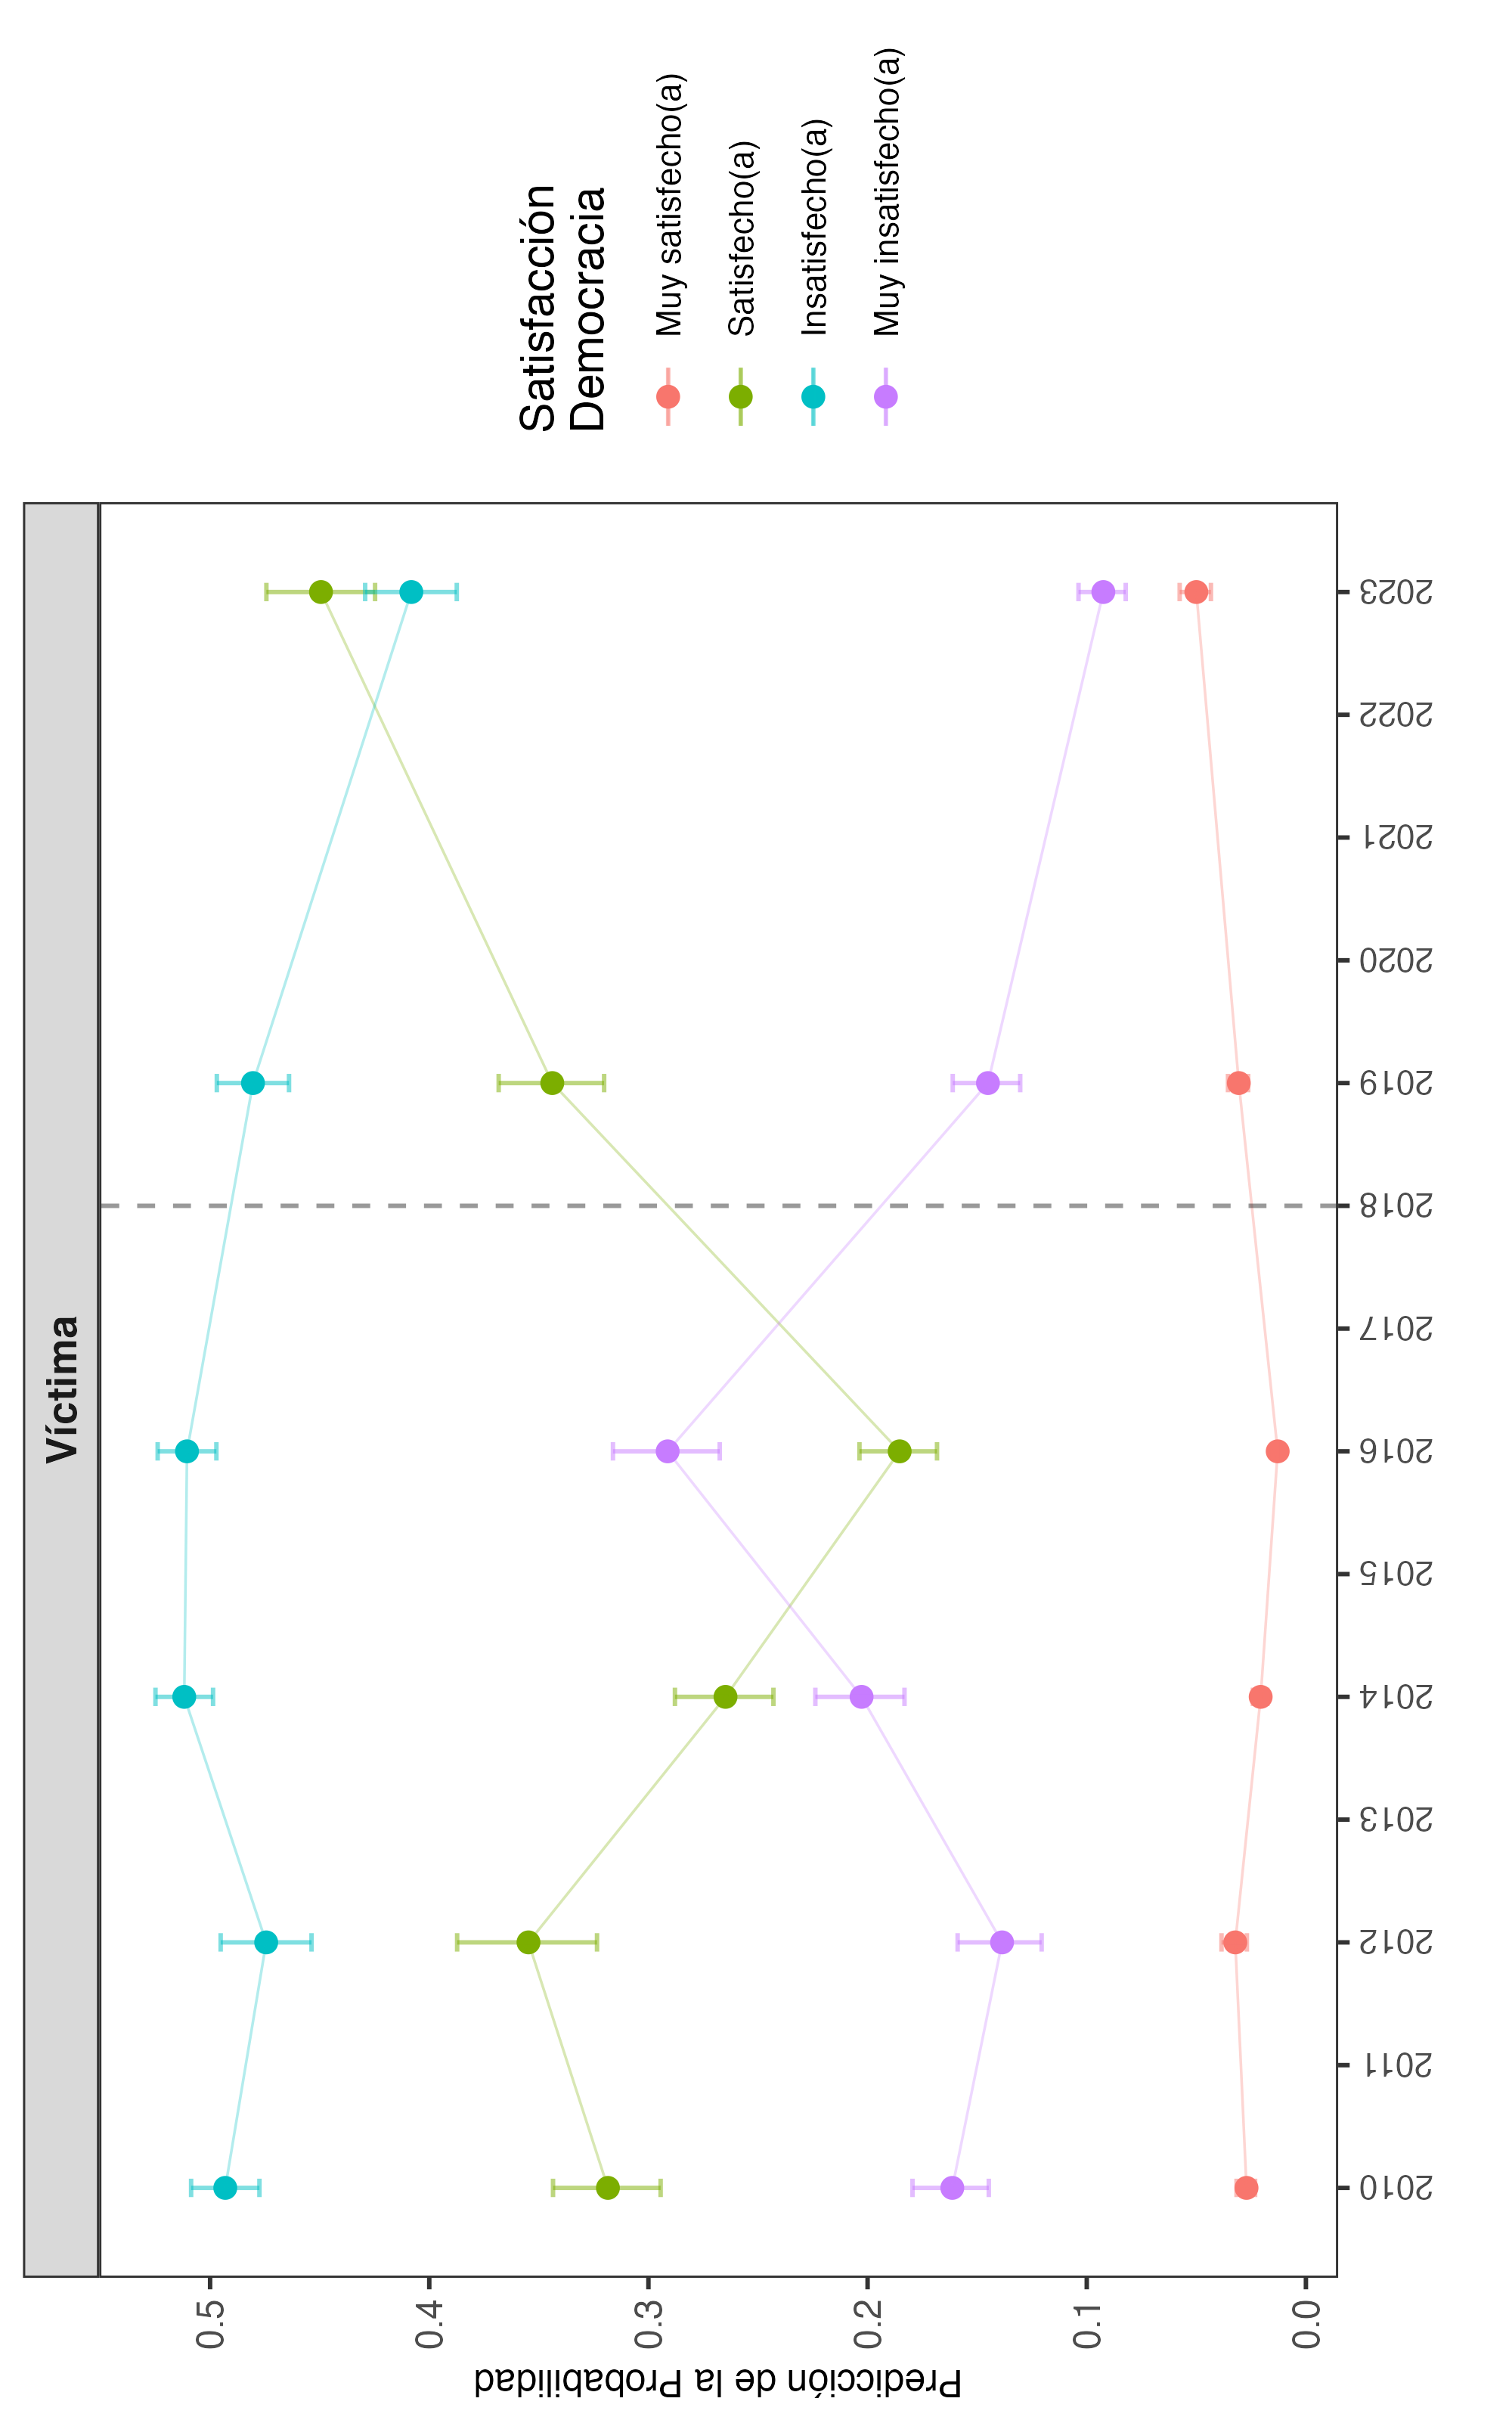 Víctima
Predicción de la Probabilidad
0.5
0.4
0.3
0.2
0.1
0.0
2010
2011
2012
2013
2014
2015
2016
2017
2018
2019
2020
2021
2022
2023
Satisfacción
Democracia
Muy satisfecho(a)
Satisfecho(a)
Insatisfecho(a)
Muy insatisfecho(a)